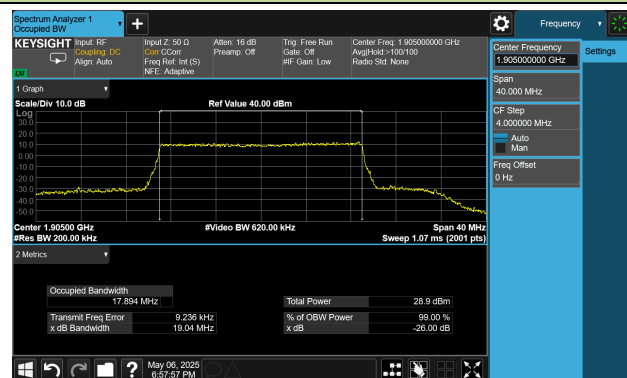 Spectrum Analyzer 1
Occupied BW
+
Frequency
KEYSIGHT Input: RF Input Z: 50 Ω Atten: 16 dB Trig: Free Run Center Freq: 1.905000000 GHz
Coupling: DC Corr CCorr Preamp: Off Gate: Off Avg|Hold:>100/100
Align: Auto Freq Ref: Int (S) #IF Gain: Low Radio Std: None
NFE: Adaptive
LXI
Center Frequency
1.905000000 GHz
Settings
Span
40.000 MHz
CF Step
4.000000 MHz
Auto
Man
Freq Offset
0 Hz
1 Graph
Scale/Div 10.0 dB Ref Value 40.00 dBm
Log
30.0
20.0
10.0
0.00
-10.0
-20.0
-30.0
-40.0
-50.0
Center 1.90500 GHz #Video BW 620.00 kHz Span 40 MHz
#Res BW 200.00 kHz Sweep 1.07 ms (2001 pts)
2 Metrics
Occupied Bandwidth
17.894 MHz Total Power 28.9 dBm
Transmit Freq Error 9.236 kHz % of OBW Power 99.00 %
x dB Bandwidth 19.04 MHz x dB -26.00 dB
? May 06, 2025
6:57:57 PM